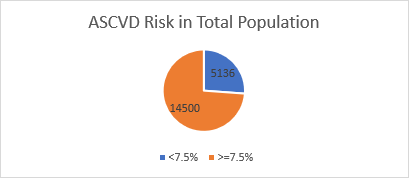 ASCVD Risk in Total Population
5136
14500
<7.5% >=7.5%